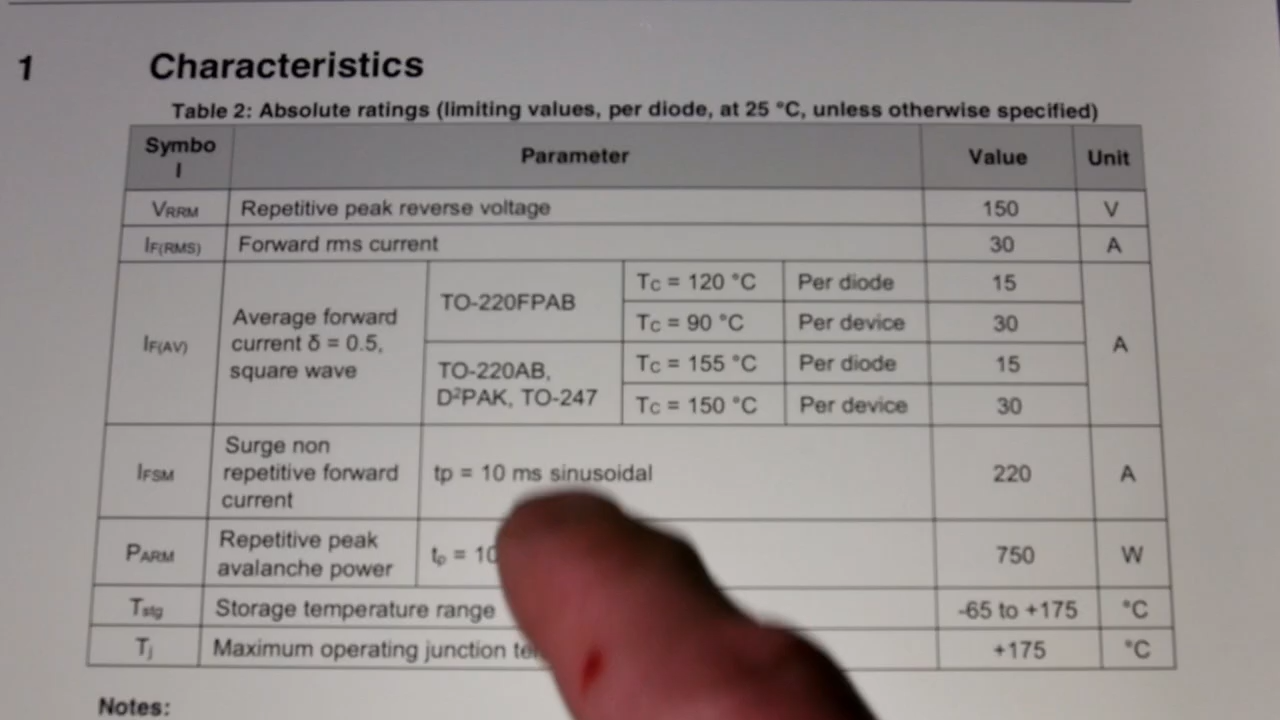 1 Characteristics
Table 2: Absolute ratings (limiting values, per diode, at 25 °C, unless otherwise specified)
Symbo
l
Parameter
Value
Unit
VRRM
Repetitive peak reverse voltage
150
V
IF(RMS)
Forward rms current
30
A
IF(AV)
Average forward
current δ = 0.5,
square wave
TO-220FPAB
Tc = 120 °C
Per diode
15
Tc = 90 °C
Per device
30
TO-220AB,
D²PAK, TO-247
Tc = 155 °C
Per diode
15
Tc = 150 °C
Per device
30
A
IFSM
Surge non
repetitive forward
current
tp = 10 ms sinusoidal
220
A
PARM
Repetitive peak
avalanche power
tp = 10
750
W
Tstg
Storage temperature range
-65 to +175
°C
Tj
Maximum operating junction
+175
°C
Notes: